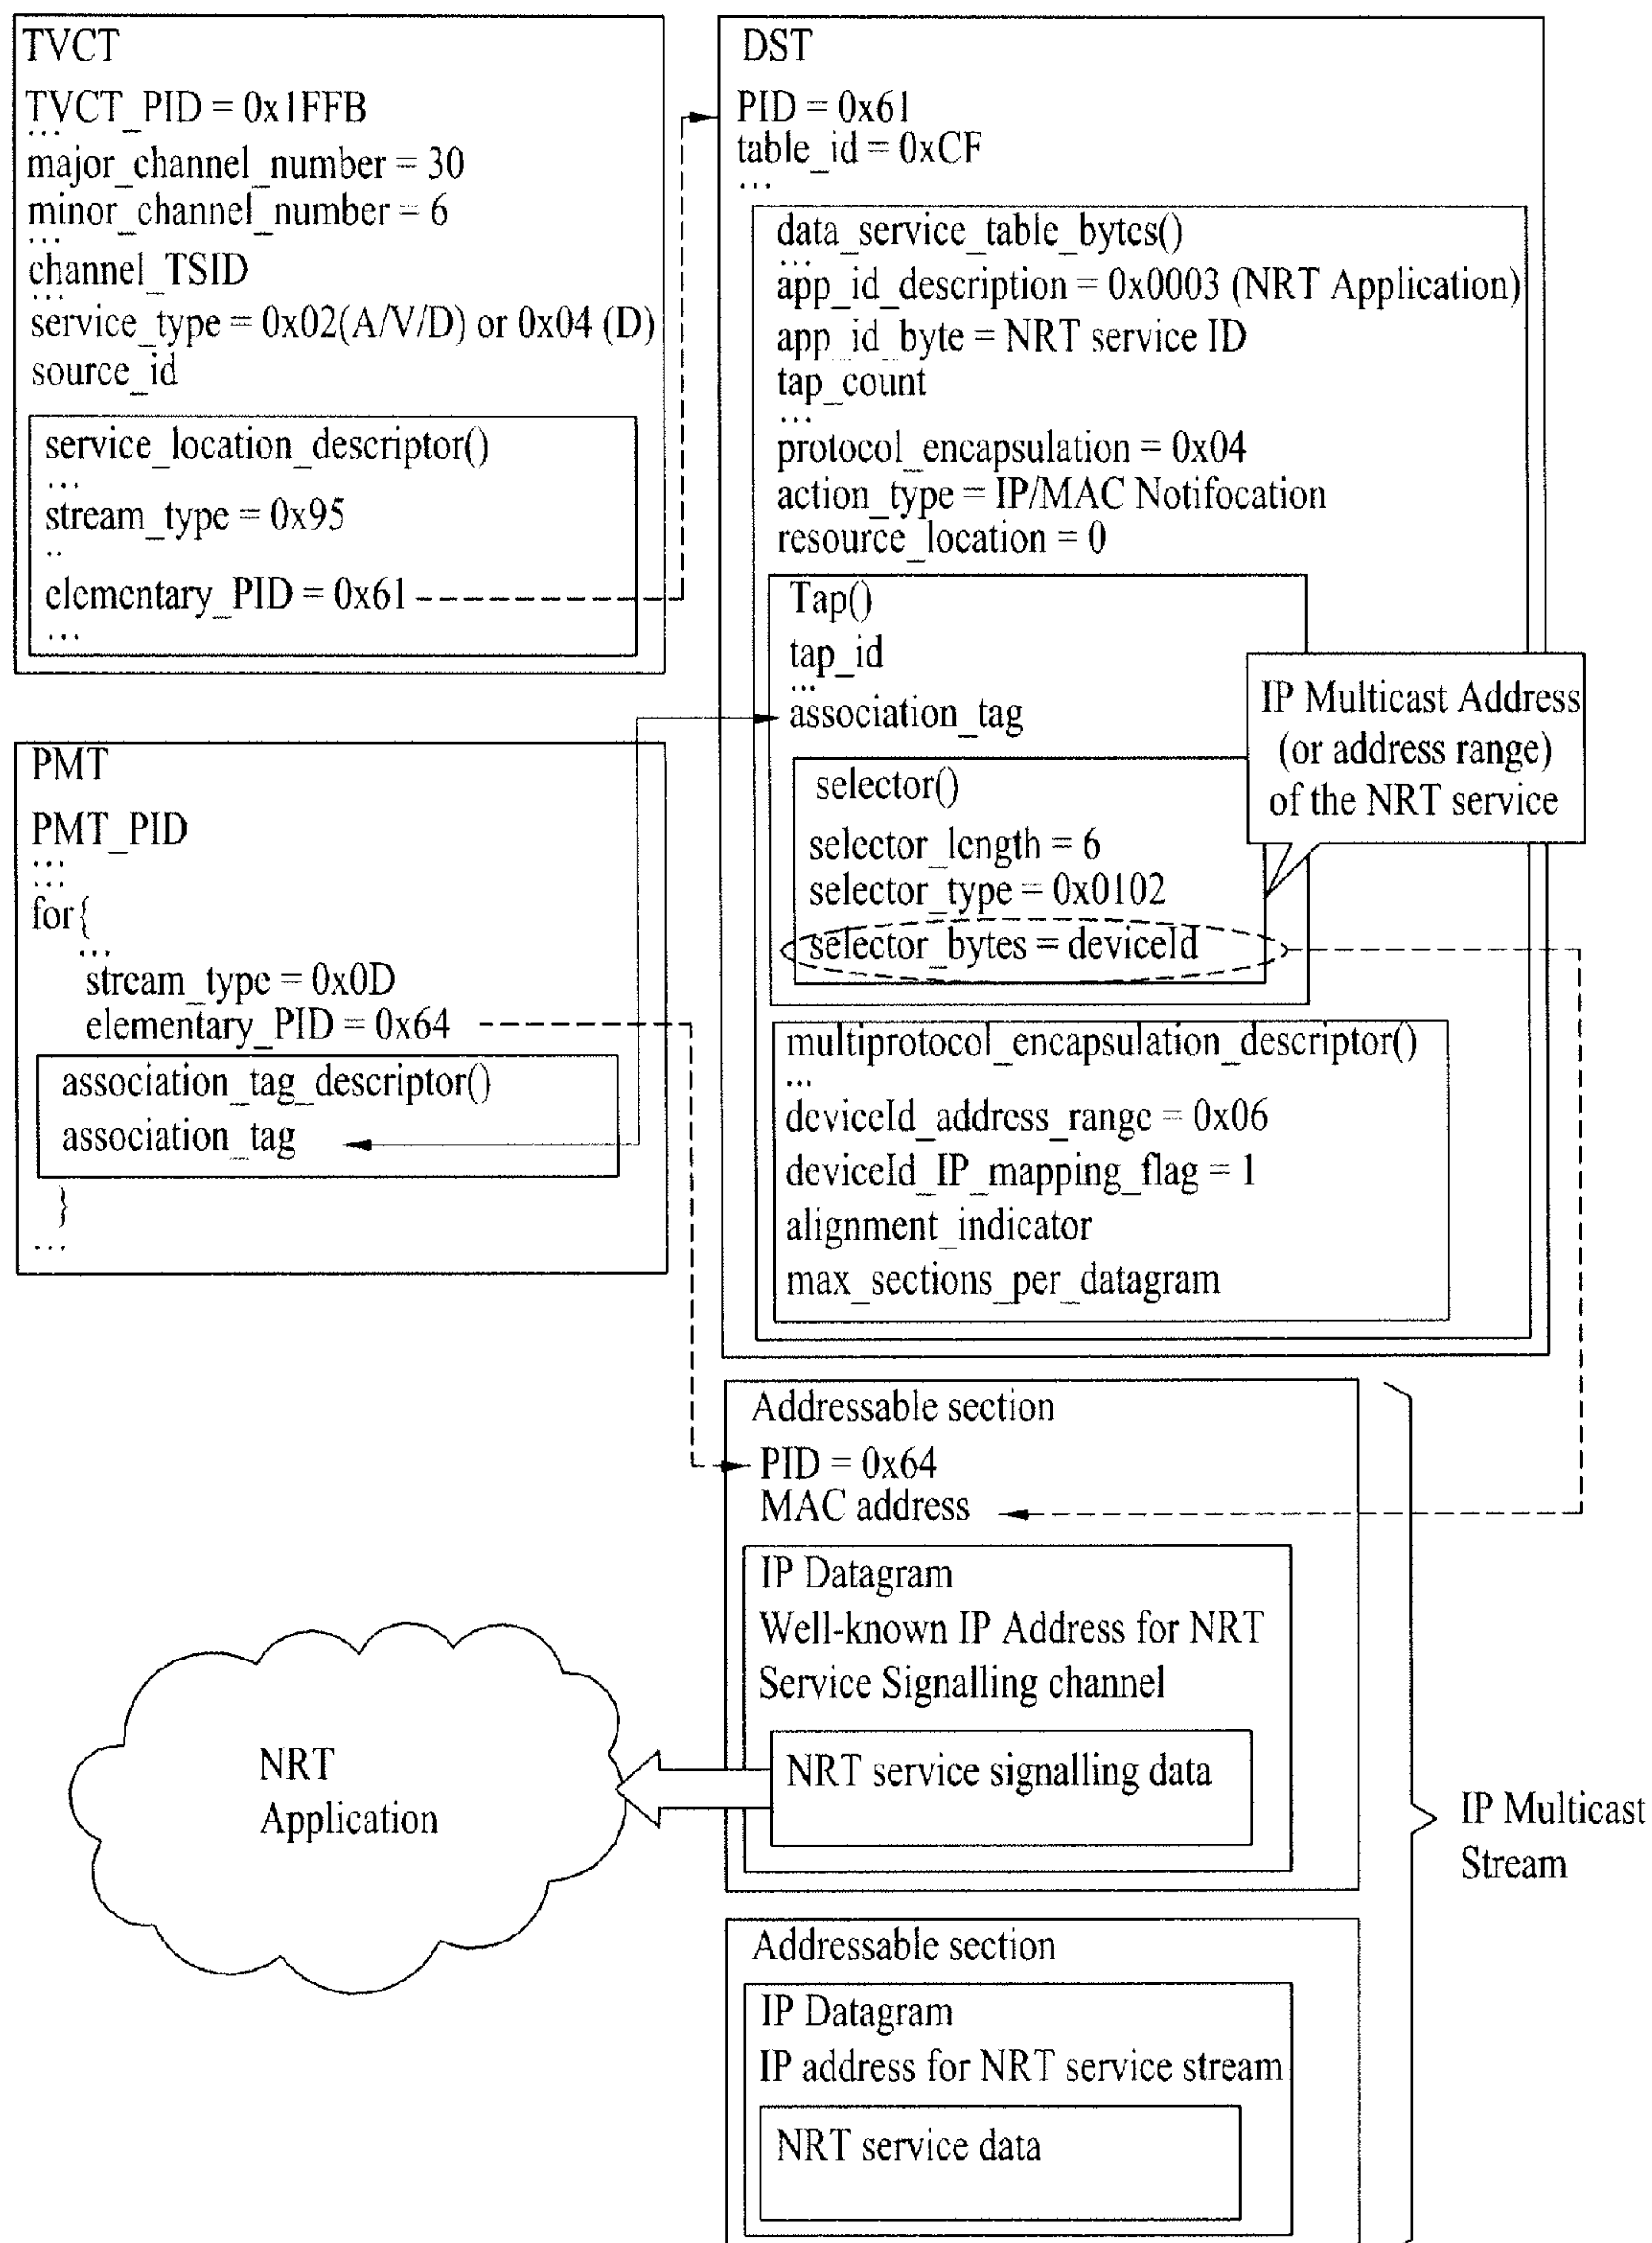 TVCT
TVCT_PID = 0x1FFB
...
major_channel_number = 30
minor_channel_number = 6
...
channel_TSID
...
service_type = 0x02(A/V/D) or 0x04 (D)
source_id
service_location_descriptor()
...
stream_type = 0x95
..
elementary_PID = 0x61
...
PMT
PMT_PID
...
...
for{
...
stream_type = 0x0D
elementary_PID = 0x64
association_tag_descriptor()
association_tag
}
...
DST
PID = 0x61
table_id = 0xCF
...
data_service_table_bytes()
...
app_id_description = 0x0003 (NRT Application)
app_id_byte = NRT service ID
tap_count
...
protocol_encapsulation = 0x04
action_type = IP/MAC Notifocation
resource_location = 0
Tap()
tap_id
...
association_tag
selector()
selector_length = 6
selector_type = 0x0102
selector_bytes = deviceId
IP Multicast Address
(or address range)
of the NRT service
multiprotocol_encapsulation_descriptor()
...
deviceId_address_range = 0x06
deviceId_IP_mapping_flag = 1
alignment_indicator
max_sections_per_datagram
Addressable section
PID = 0x64
MAC address
IP Datagram
Well-known IP Address for NRT
Service Signalling channel
NRT service signalling data
NRT
Application
IP Multicast
Stream
Addressable section
IP Datagram
IP address for NRT service stream
NRT service data